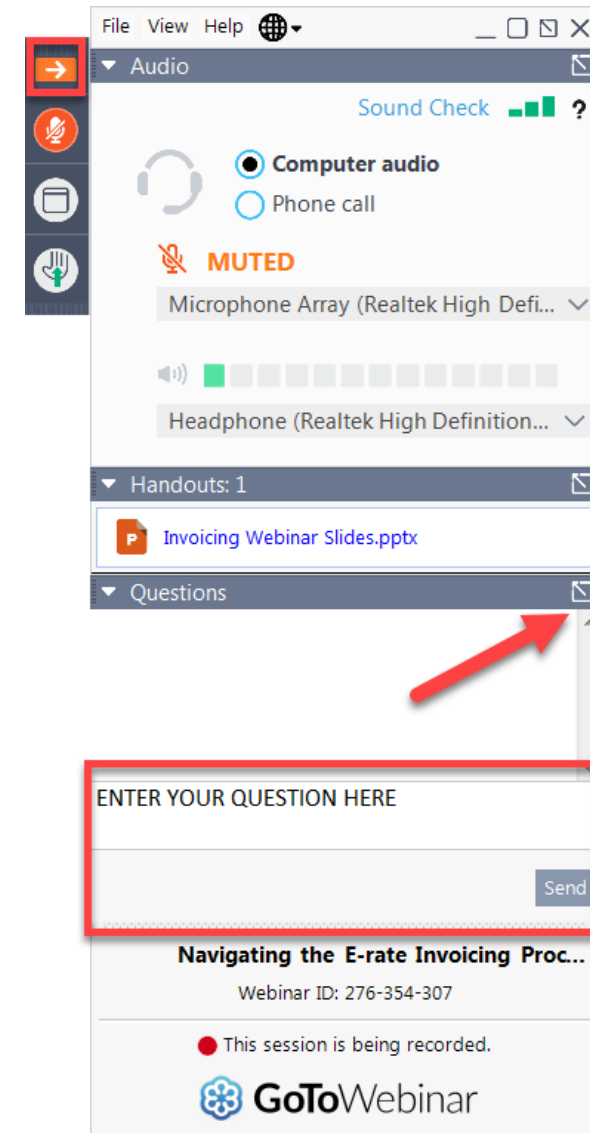 File View Help
Audio
Sound Check ?
Computer audio
Phone call
MUTED
Microphone Array (Realtek High Defi...
Headphone (Realtek High Definition...
Handouts: 1
P Invoicing Webinar Slides.pptx
Questions
ENTER YOUR QUESTION HERE
Send
Navigating the E-rate Invoicing Proc...
Webinar ID: 276-354-307
This session is being recorded.
GoToWebinar